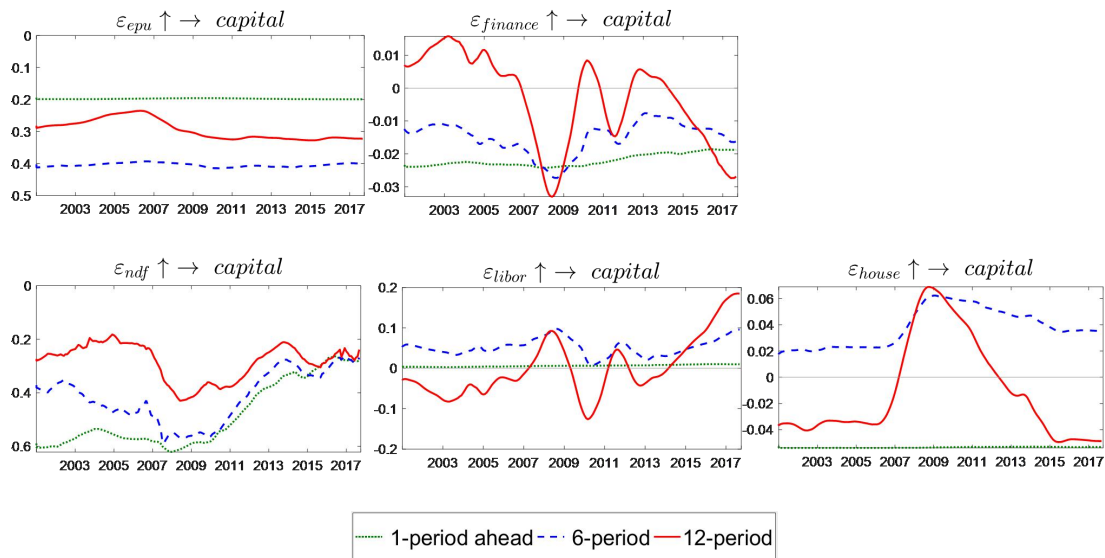 ε_epu ↑ → capital
0
0.1
0.2
0.3
0.4
0.5
2003 2005 2007 2009 2011 2013 2015 2017
ε_finance ↑ → capital
0.01
0
-0.01
-0.02
-0.03
2003 2005 2007 2009 2011 2013 2015 2017
ε_ndf ↑ → capital
0
0.2
0.4
0.6
2003 2005 2007 2009 2011 2013 2015 2017
ε_libor ↑ → capital
0.2
0.1
0
-0.1
0.2
2003 2005 2007 2009 2011 2013 2015 2017
ε_house ↑ → capital
0.06
0.04
0.02
0
-0.02
-0.04
2003 2005 2007 2009 2011 2013 2015 2017
1-period ahead 6-period 12-period